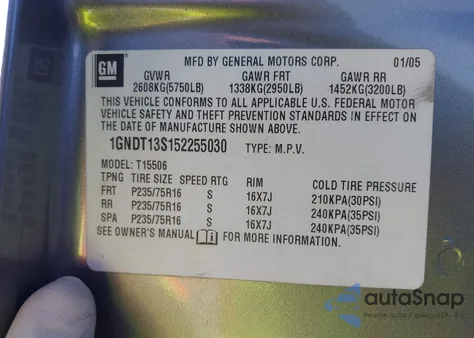 GM
MFD BY GENERAL MOTORS CORP. 01/05
GVWR GAWR FRT GAWR RR
2608KG(5750LB) 1338KG(2950LB) 1452KG(3200LB)
THIS VEHICLE CONFORMS TO ALL APPLICABLE U.S. FEDERAL MOTOR
VEHICLE SAFETY AND THEFT PREVENTION STANDARDS IN EFFECT ON
THE DATE OF MANUFACTURE SHOWN ABOVE.
1GNDT13S152255030 TYPE: M.P.V.
MODEL: T15506
TPNG TIRE SIZE SPEED RTG RIM COLD TIRE PRESSURE
FRT P235/75R16 S 16X7J 210KPA(30PSI)
RR P235/75R16 S 16X7J 240KPA(35PSI)
SPA P235/75R16 S 16X7J 240KPA(35PSI)
SEE OWNER'S MANUAL FOR MORE INFORMATION.
autoSnap